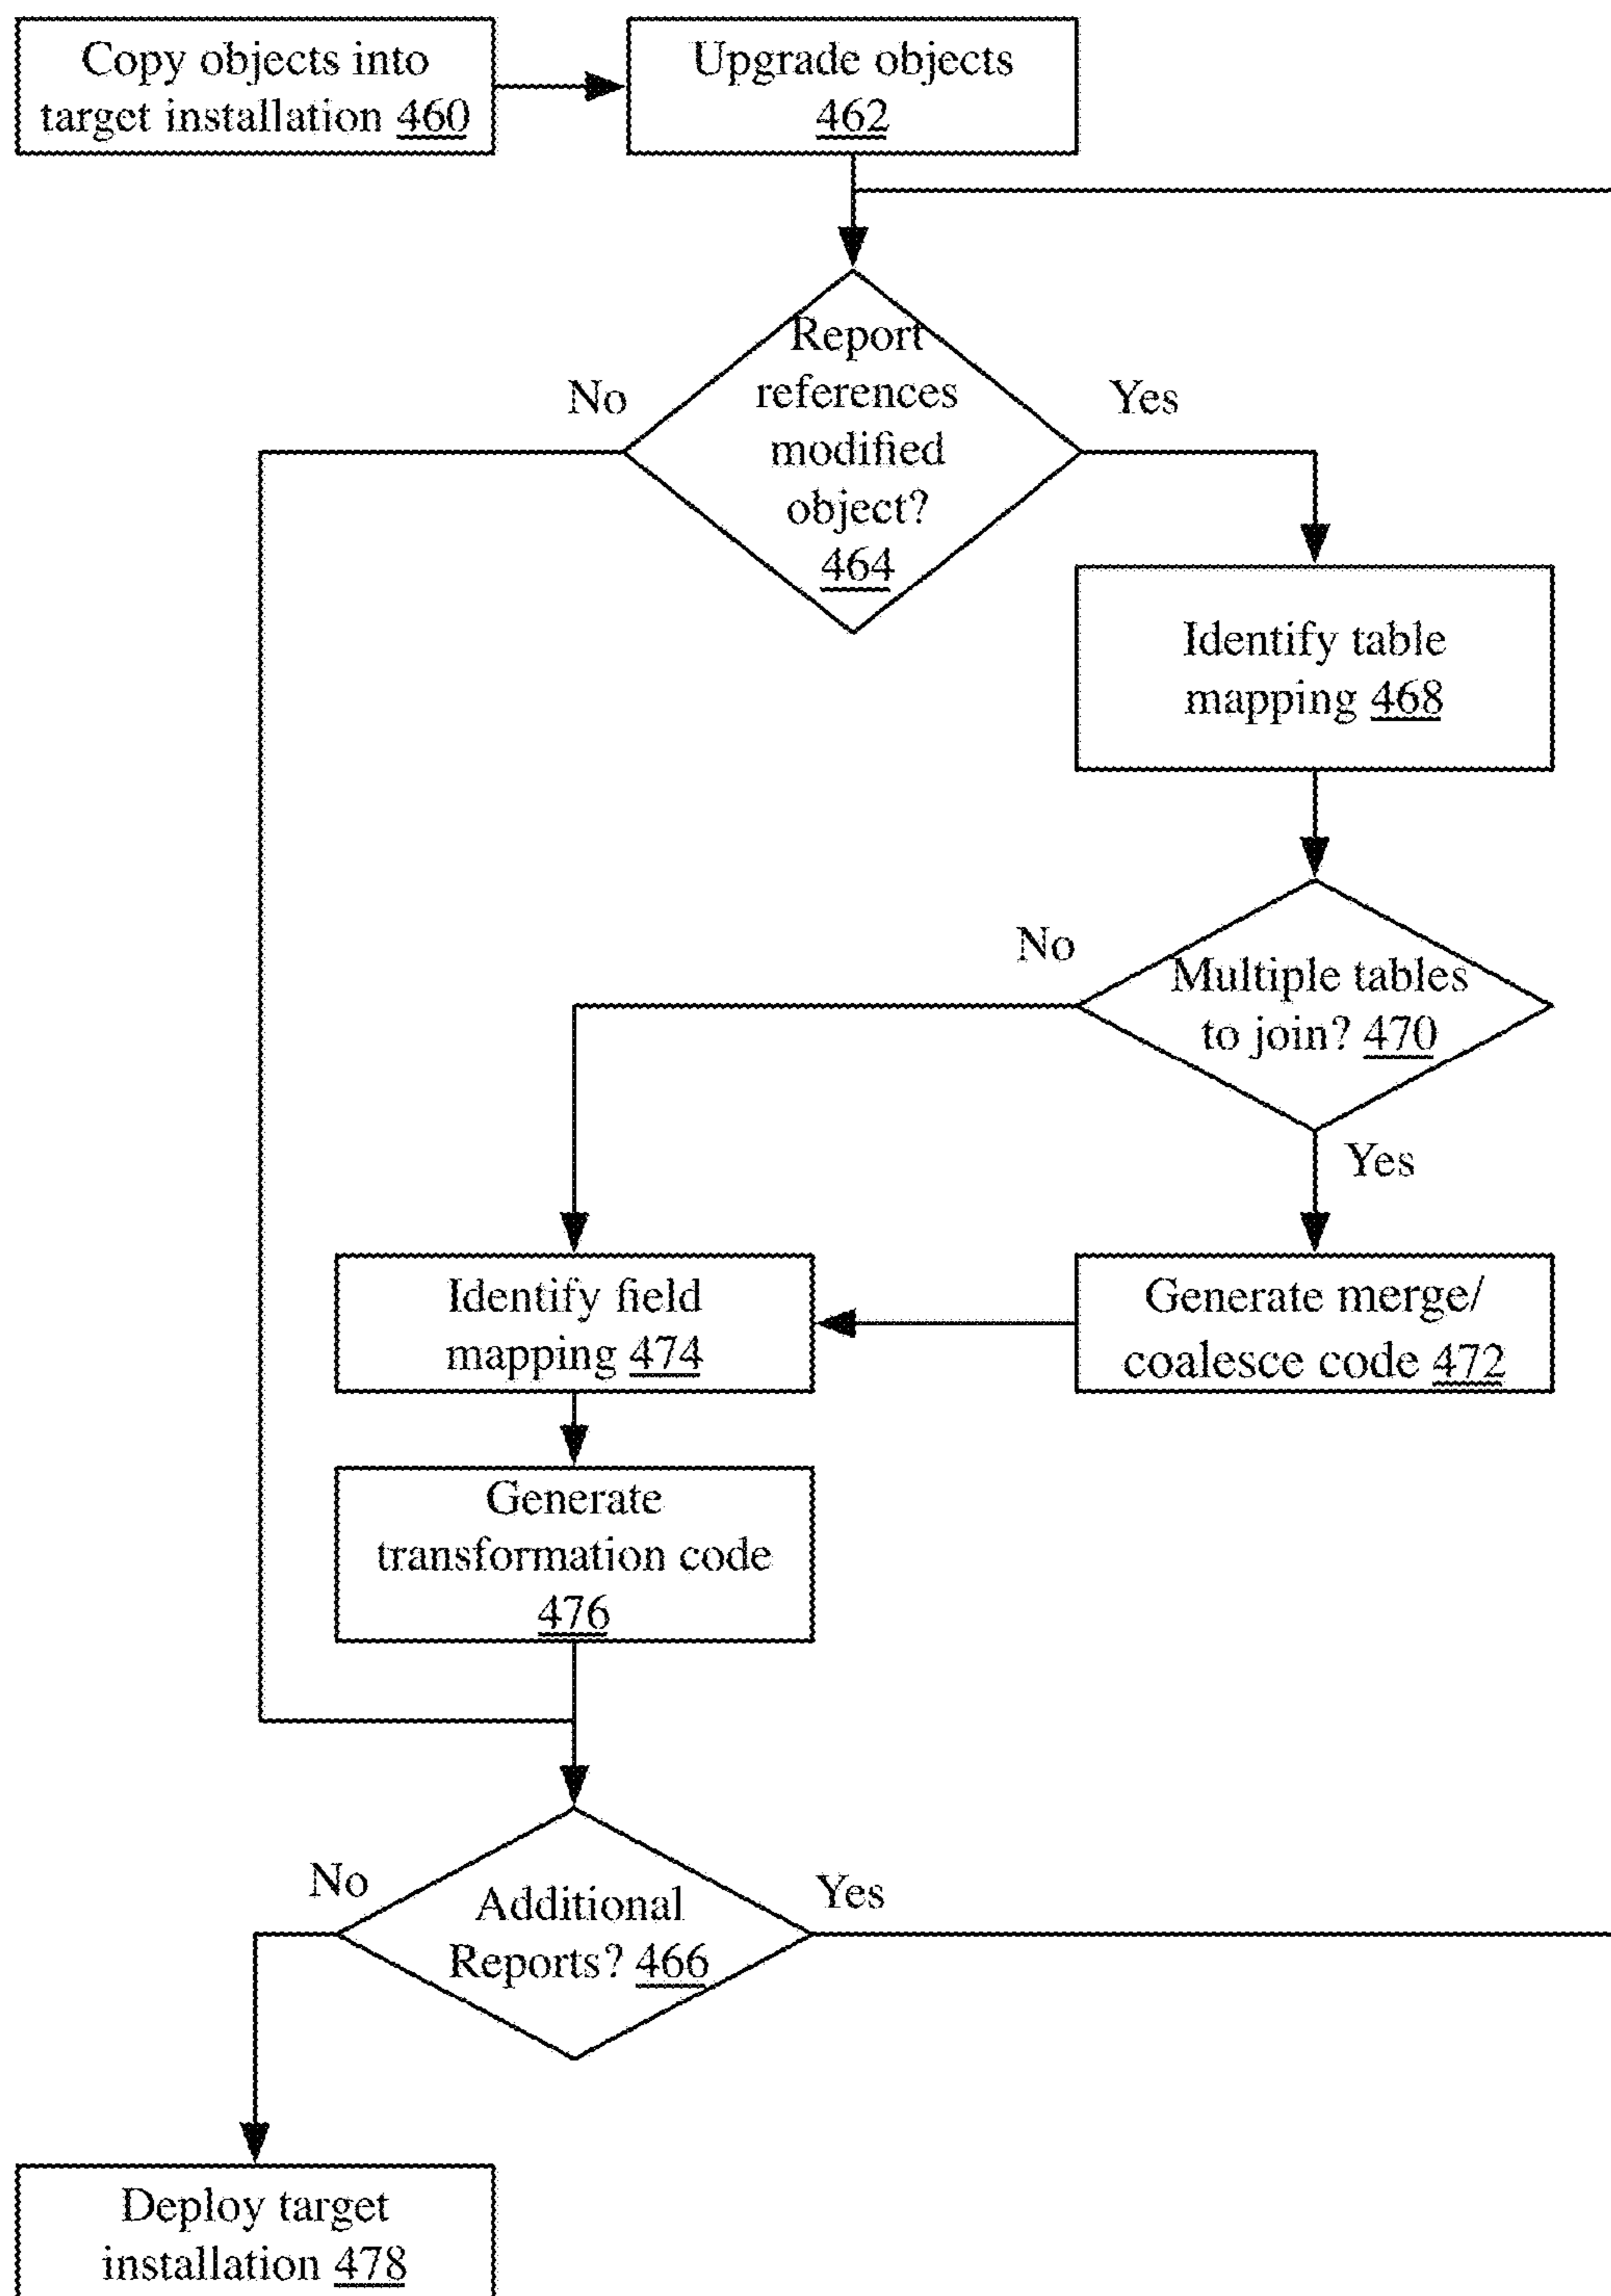 Copy objects into
target installation 460
Upgrade objects
462
Report
references
modified
object?
464
No
Yes
Identify table
mapping 468
No
Multiple tables
to join? 470
Yes
Identify field
mapping 474
Generate merge/
coalesce code 472
Generate
transformation code
476
No
Additional
Reports? 466
Yes
Deploy target
installation 478